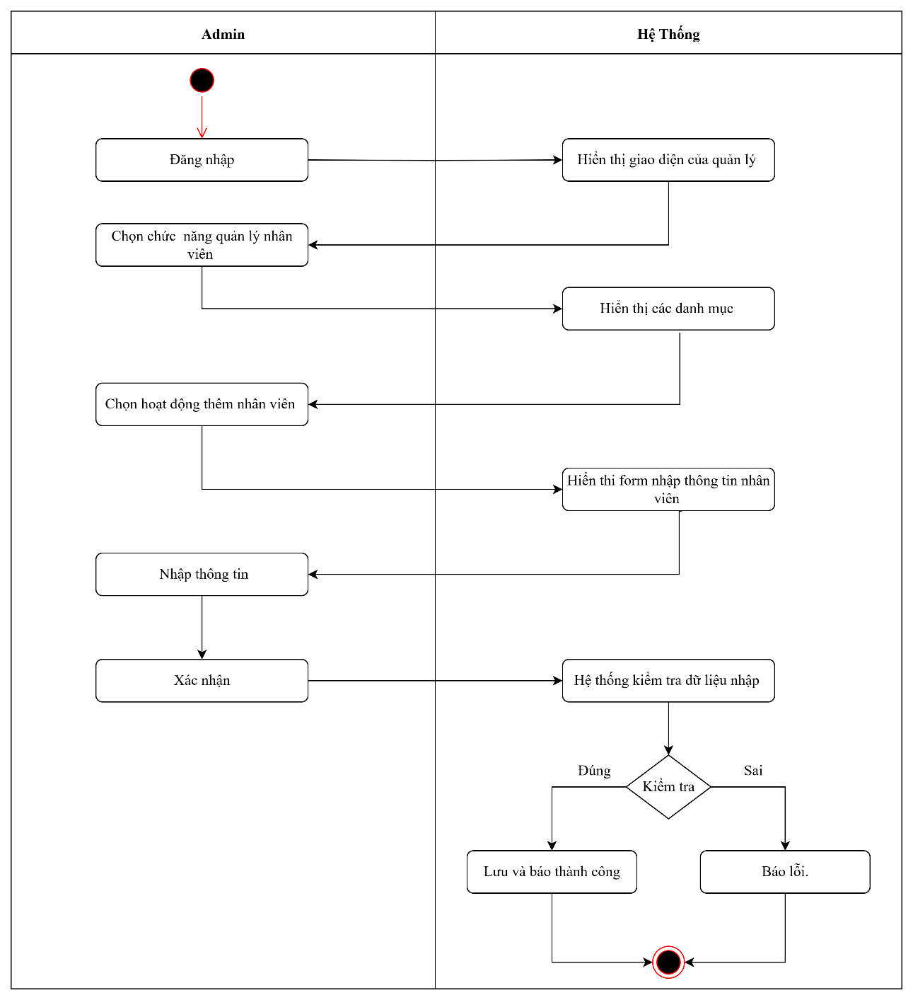 Admin
Hệ Thống
Đăng nhập
Hiển thị giao diện của quản lý
Chọn chức  năng quản lý nhân
viên
Hiển thị các danh mục
Chọn hoạt động thêm nhân viên
Hiển thi form nhập thông tin nhân
viên
Nhập thông tin
Xác nhận
Hệ thống kiểm tra dữ liệu nhập
Đúng
Sai
Kiểm tra
Lưu và báo thành công
Báo lỗi.